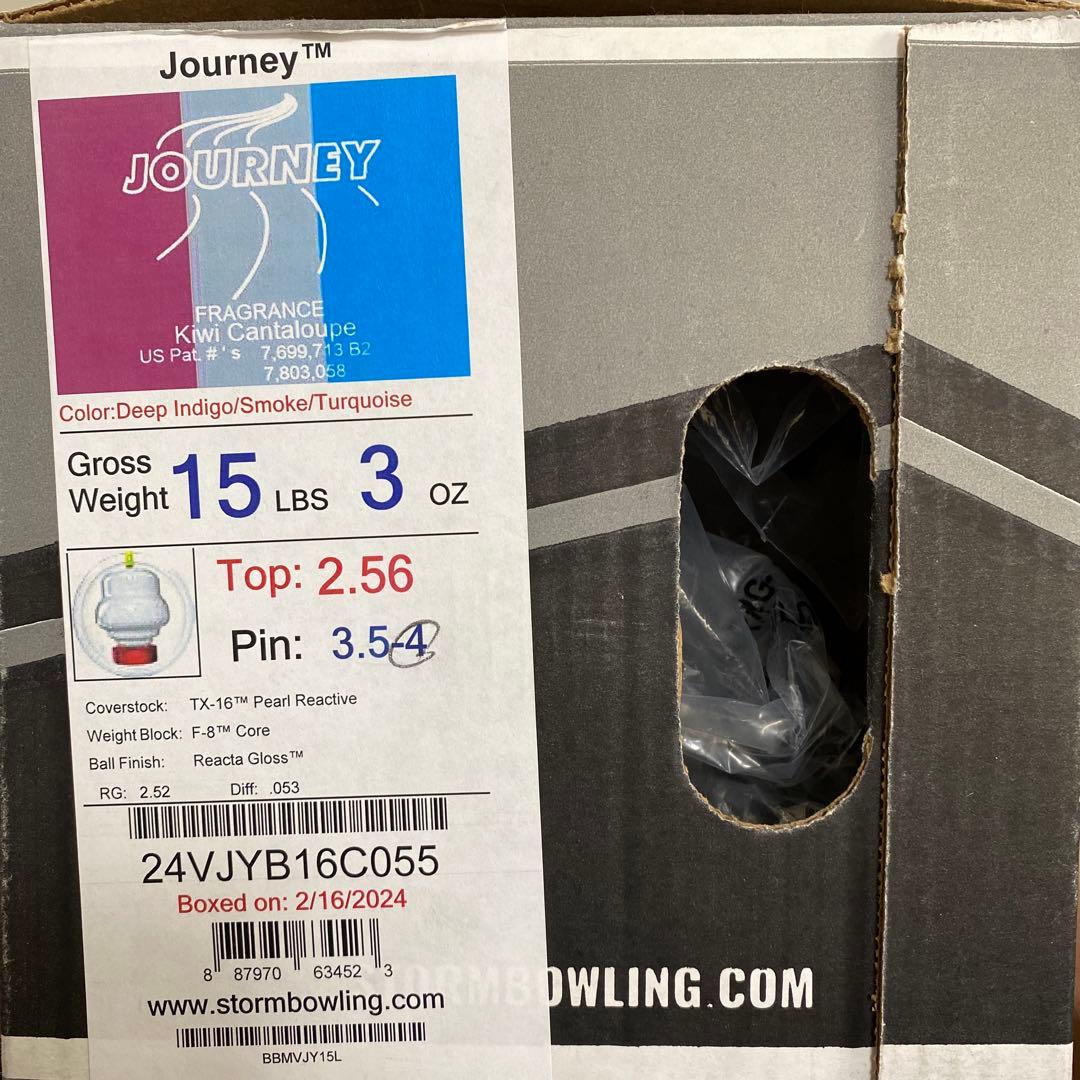 Journey™
JOURNEY
FRAGRANCE
Kiwi Cantaloupe
US Pat. # ' s 7,699,713 B2
7,803,058
Color:Deep Indigo/Smoke/Turquoise
Gross Weight 15 LBS 3 OZ
Top: 2.56
Pin: 3.5-4
Coverstock: TX-16™ Pearl Reactive
Weight Block: F-8™ Core
Ball Finish: Reacta Gloss™
RG: 2.52 Diff: .053
24VJYB16C055
Boxed on: 2/16/2024
8 87970 63452 3
www.stormbowling.com
BBMVJY15L
STORMBOWLING.COM